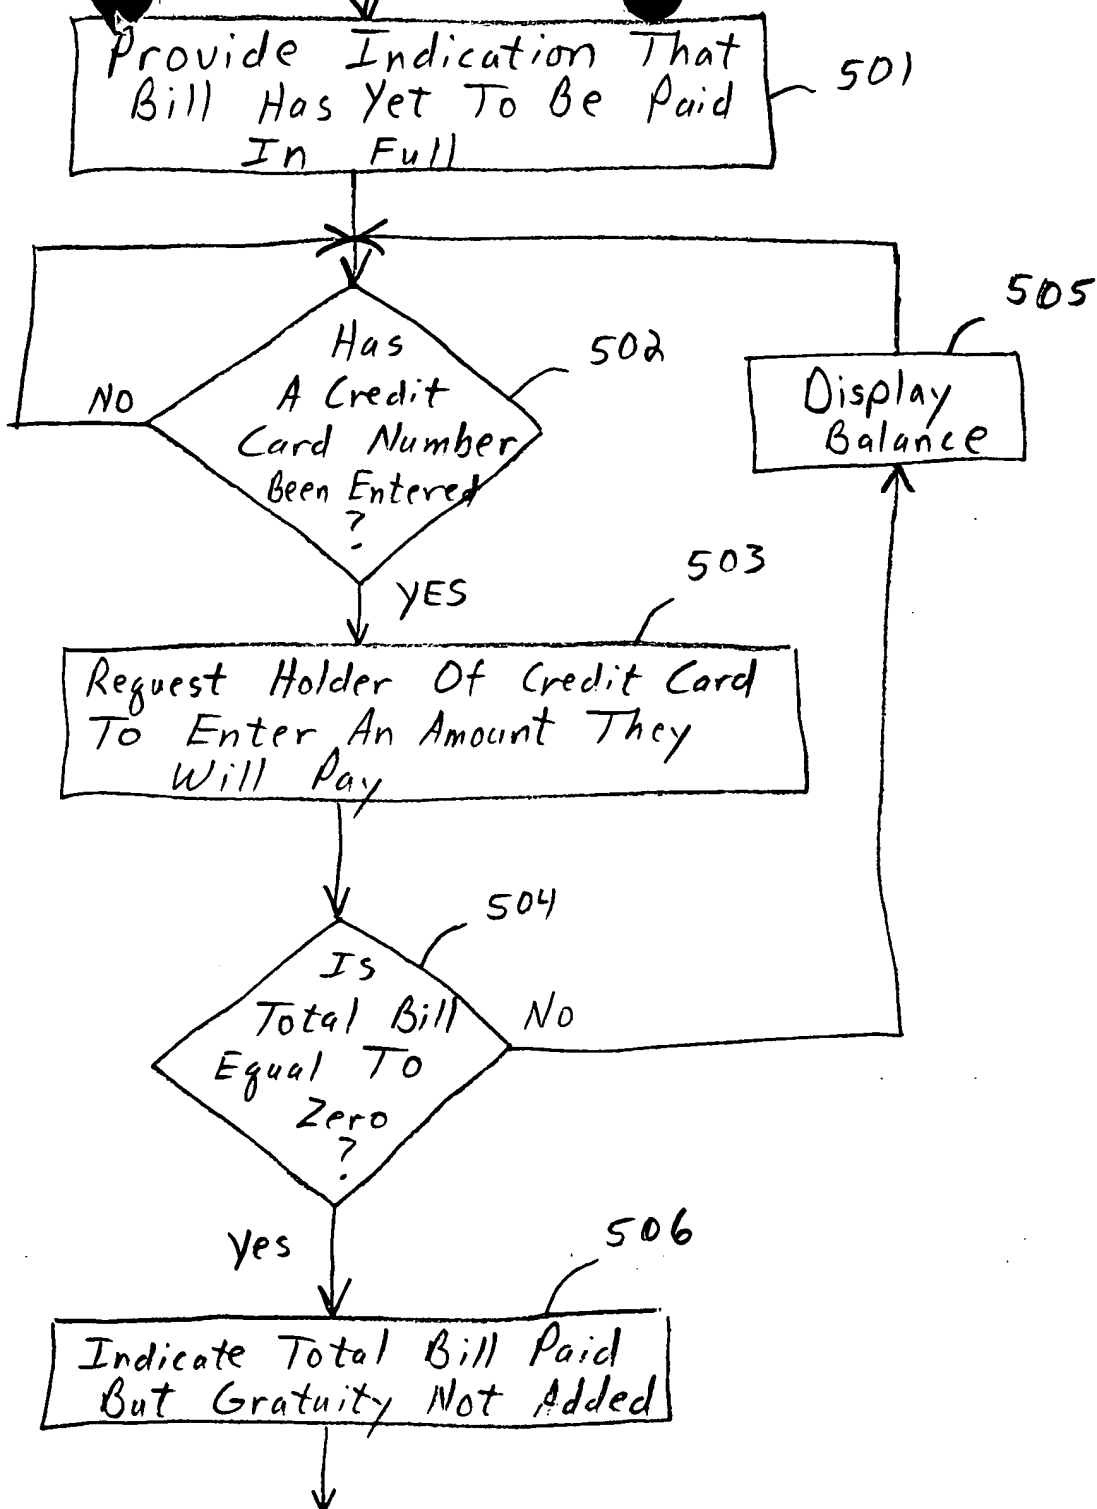 Provide Indication That
Bill Has Yet To Be Paid
In Full
501
Has
A Credit
Card Number
Been Entered
?
502
NO
YES
505
Display
Balance
503
Request Holder Of Credit Card
To Enter An Amount They
Will Pay
504
Is
Total Bill
Equal To
Zero
?
No
Yes
506
Indicate Total Bill Paid
But Gratuity Not Added